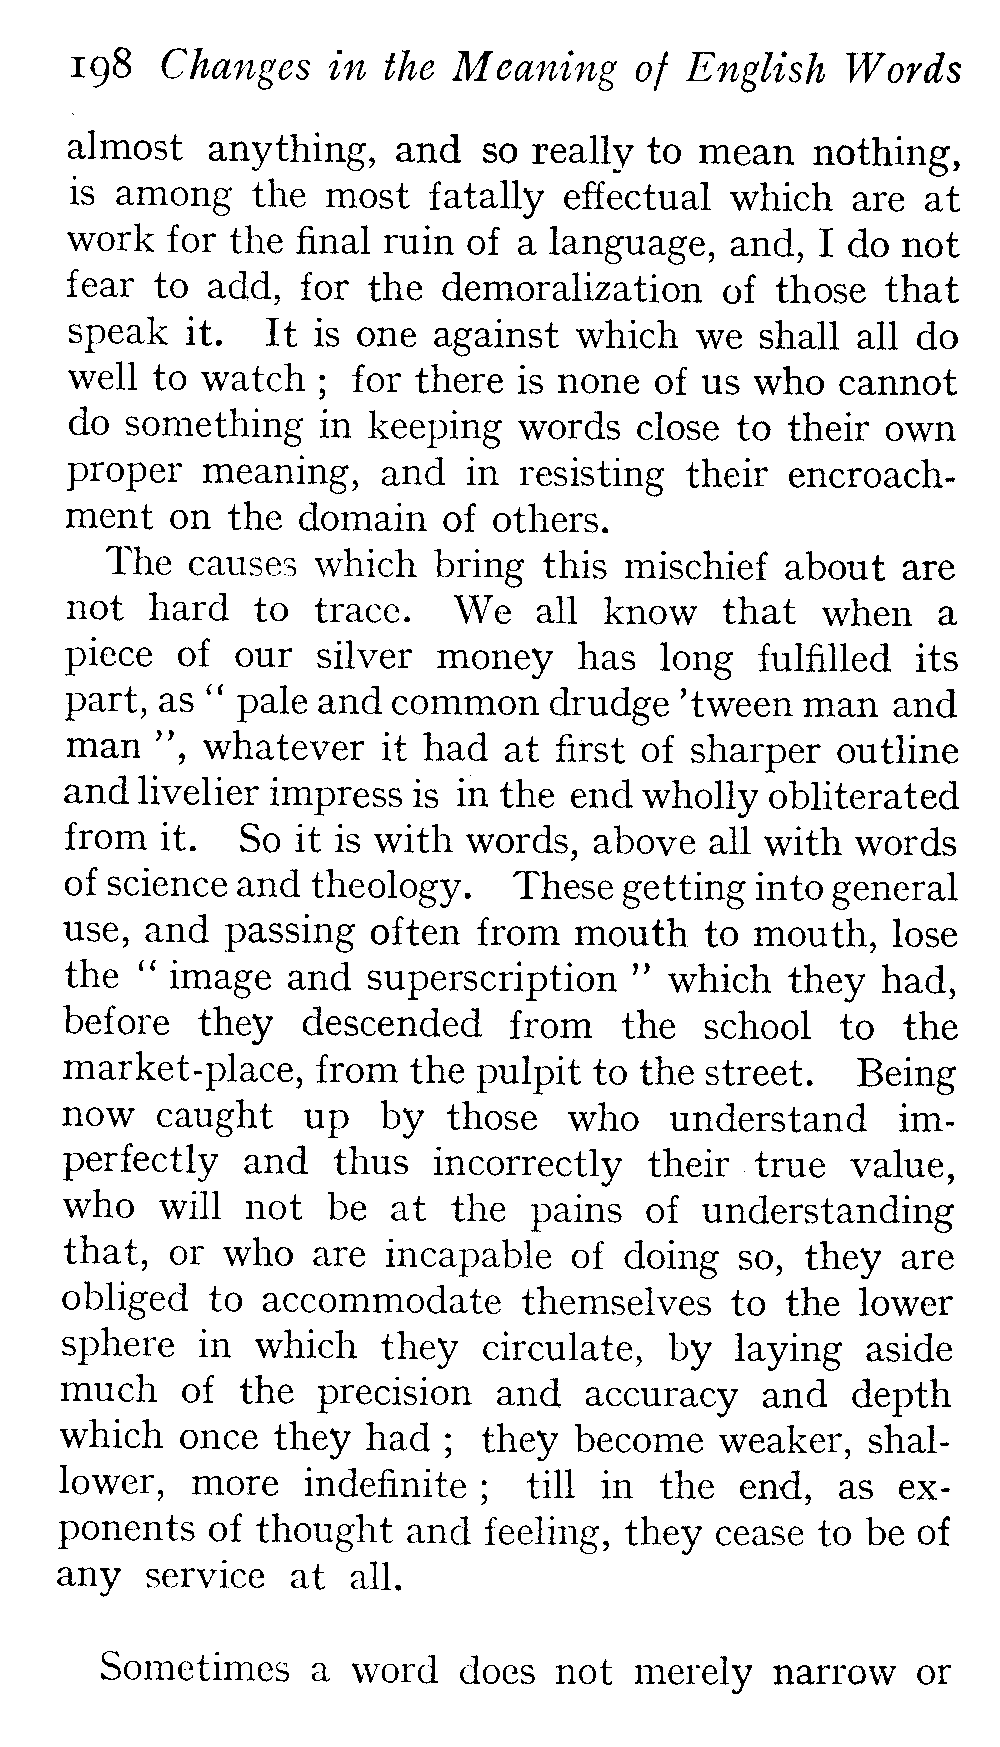 198 Changes in the Meaning of English Words
almost anything, and so really to mean nothing,
is among the most fatally effectual which are at
work for the final ruin of a language, and, I do not
fear to add, for the demoralization of those that
speak it. It is one against which we shall all do
well to watch ; for there is none of us who cannot
do something in keeping words close to their own
proper meaning, and in resisting their encroach-
ment on the domain of others.
The causes which bring this mischief about are
not hard to trace. We all know that when a
piece of our silver money has long fulfilled its
part, as “ pale and common drudge ’tween man and
man ”, whatever it had at first of sharper outline
and livelier impress is in the end wholly obliterated
from it. So it is with words, above all with words
of science and theology. These getting into general
use, and passing often from mouth to mouth, lose
the “ image and superscription ” which they had,
before they descended from the school to the
market-place, from the pulpit to the street. Being
now caught up by those who understand im-
perfectly and thus incorrectly their true value,
who will not be at the pains of understanding
that, or who are incapable of doing so, they are
obliged to accommodate themselves to the lower
sphere in which they circulate, by laying aside
much of the precision and accuracy and depth
which once they had ; they become weaker, shal-
lower, more indefinite ; till in the end, as ex-
ponents of thought and feeling, they cease to be of
any service at all.
Sometimes a word does not merely narrow or